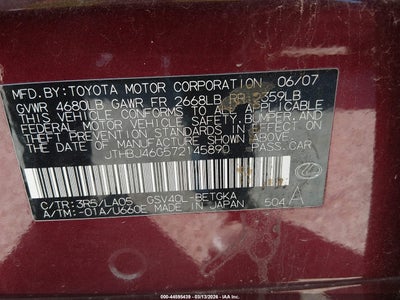 MFD.BY: TOYOTA MOTOR CORPORATION 06/07
GVWR 4680LB GAWR FR 2668LB RR 2359LB
THIS VEHICLE CONFORMS TO ALL APPLICABLE
FEDERAL MOTOR VEHICLE SAFETY, BUMPER, AND
THEFT PREVENTION STANDARDS IN EFFECT ON
THE DATE OF MANUFACTURE SHOWN ABOVE.
JTHBJ46G572145890 PASS.CAR
C/TR: 3R5/LA05 GSV40L-BETGKA
A/TM: -01A/U660E MADE IN JAPAN 504 A
000-44595439 - 03/13/2026 - IAAI.COM